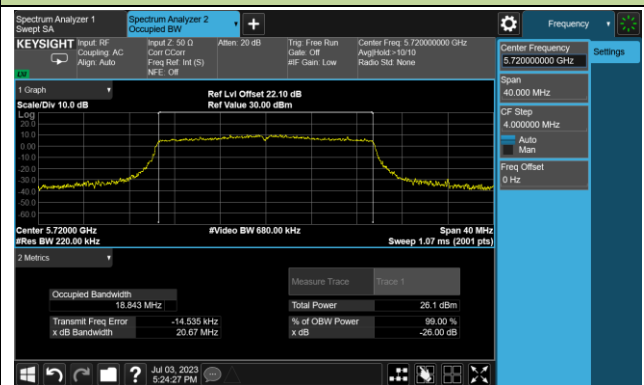 Spectrum Analyzer 1
Swept SA
Spectrum Analyzer 2
Occupied BW
+
Frequency
KEYSIGHT
Input: RF
Coupling: AC
Align: Auto
Input Z: 50 Ω
Corr CCorr
Freq Ref: Int (S)
NFE: Off
Atten: 20 dB
Trig: Free Run
Gate: Off
#IF Gain: Low
Center Freq: 5.720000000 GHz
Avg|Hold:>10/10
Radio Std: None
Center Frequency
5.720000000 GHz
Settings
Span
40.000 MHz
CF Step
4.000000 MHz
Auto
Man
Freq Offset
0 Hz
1 Graph
Scale/Div 10.0 dB
Ref Lvl Offset 22.10 dB
Ref Value 30.00 dBm
Log
20.0
10.0
0.00
-10.0
-20.0
-30.0
-40.0
-50.0
-60.0
Center 5.72000 GHz
#Video BW 680.00 kHz
Span 40 MHz
#Res BW 220.00 kHz
Sweep 1.07 ms (2001 pts)
2 Metrics
Measure Trace
Trace 1
Occupied Bandwidth
18.843 MHz
Total Power
26.1 dBm
Transmit Freq Error
-14.535 kHz
% of OBW Power
99.00 %
x dB Bandwidth
20.67 MHz
x dB
-26.00 dB
?
Jul 03, 2023
5:24:27 PM